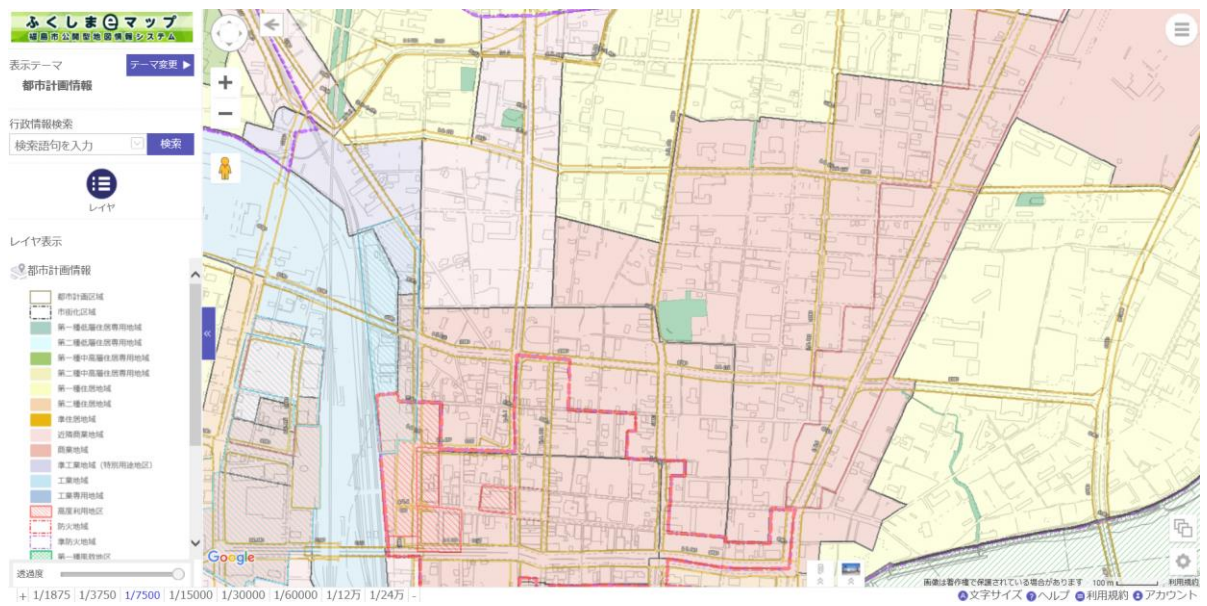 ふくしまeマップ
福島市公開型地図情報システム
表示テーマ
テーマ変更 ▶
都市計画情報
行政情報検索
検索語句を入力
検索
レイヤ
レイヤ表示
都市計画情報
都市計画区域
市街化区域
第一種低層住居専用地域
第二種低層住居専用地域
第一種中高層住居専用地域
第二種中高層住居専用地域
第一種住居地域
第二種住居地域
準住居地域
近隣商業地域
商業地域
準工業地域（特別用途地区）
工業地域
工業専用地域
高度利用地区
防火地域
準防火地域
第一種風致地区
透過度
Google
画像は著作権で保護されている場合があります 100 m 利用規約
+ 1/1875 1/3750 1/7500 1/15000 1/30000 1/60000 1/12万 1/24万 -
文字サイズ ヘルプ 利用規約 アカウント